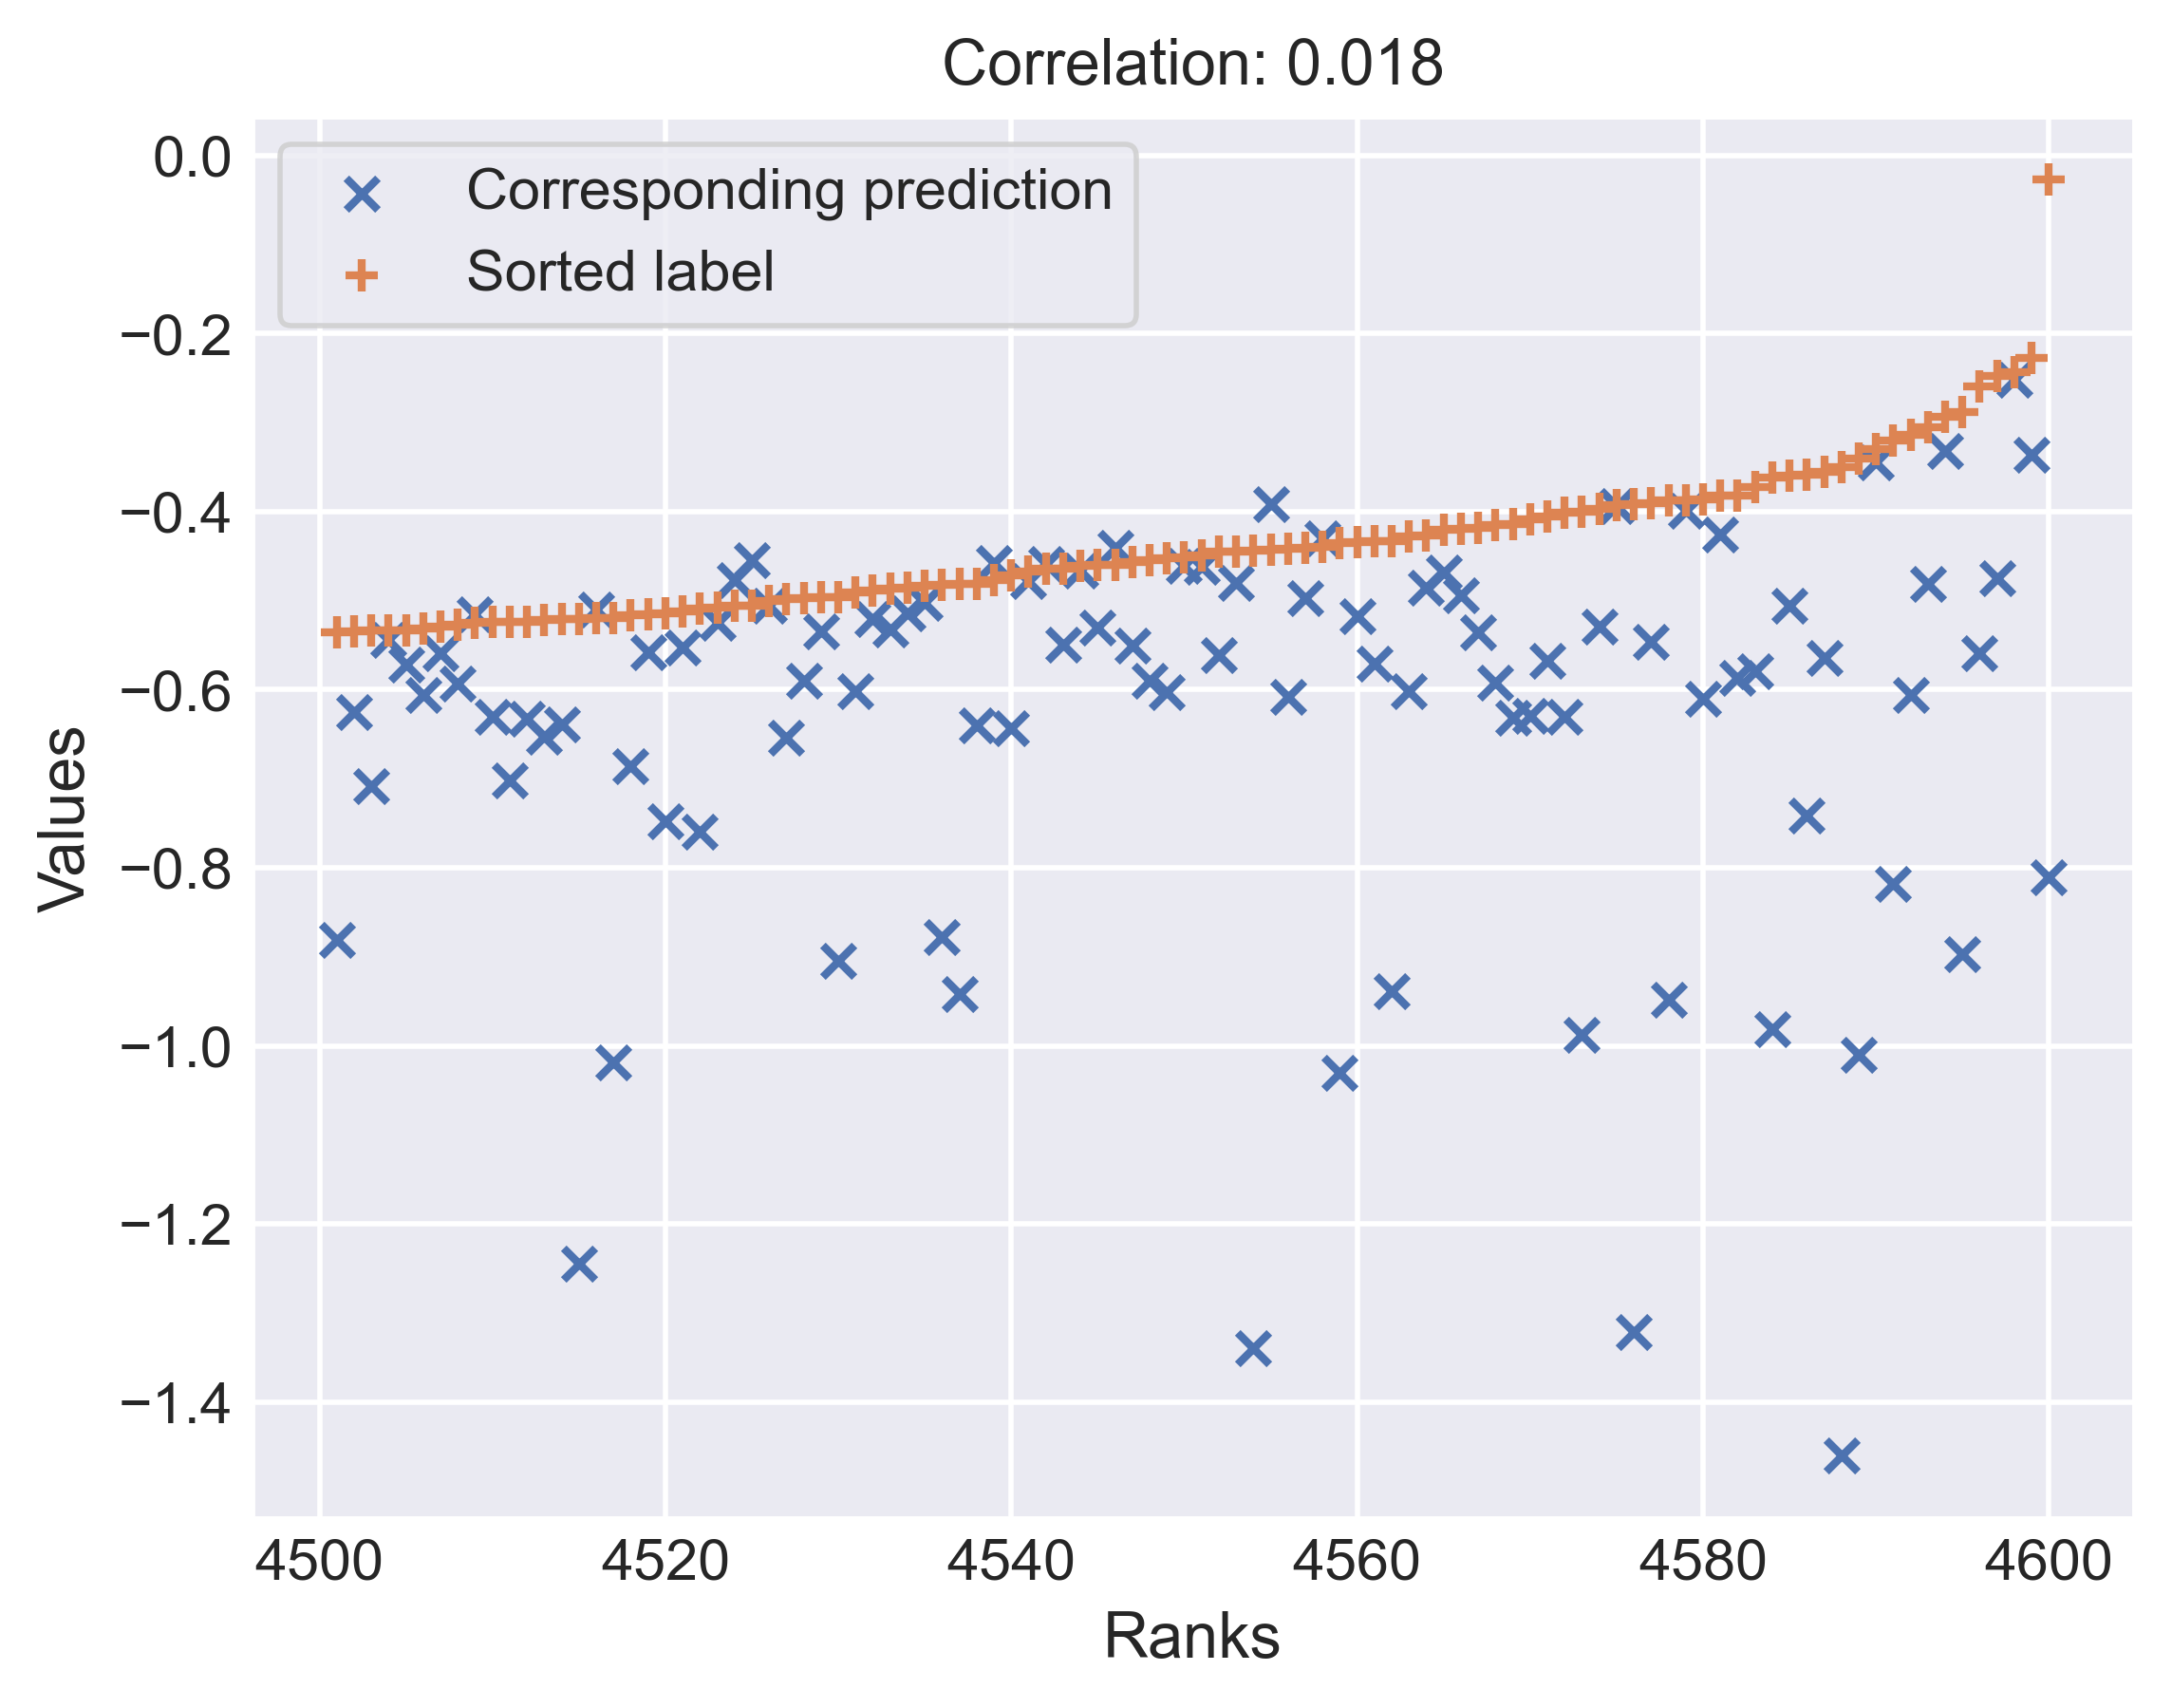 Correlation: 0.018
Corresponding prediction
Sorted label
0.0
−0.2
−0.4
−0.6
−0.8
−1.0
−1.2
−1.4
Values
4500 4520 4540 4560 4580 4600
Ranks